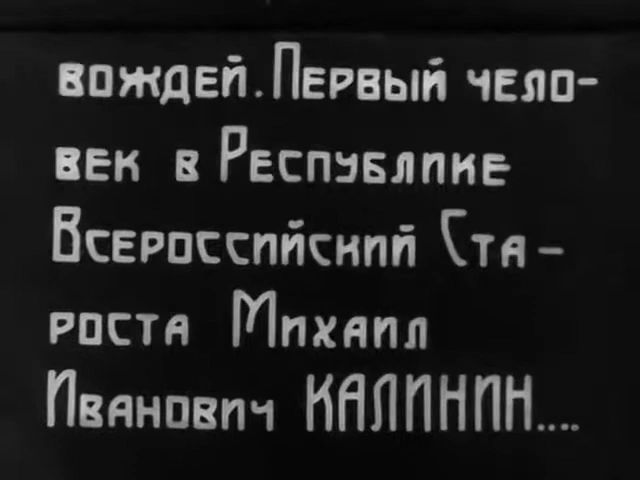 вождей. Первый чело-
век в Республике
Всероссийский Ста-
роста Михаил
Иванович КАЛИНИН....